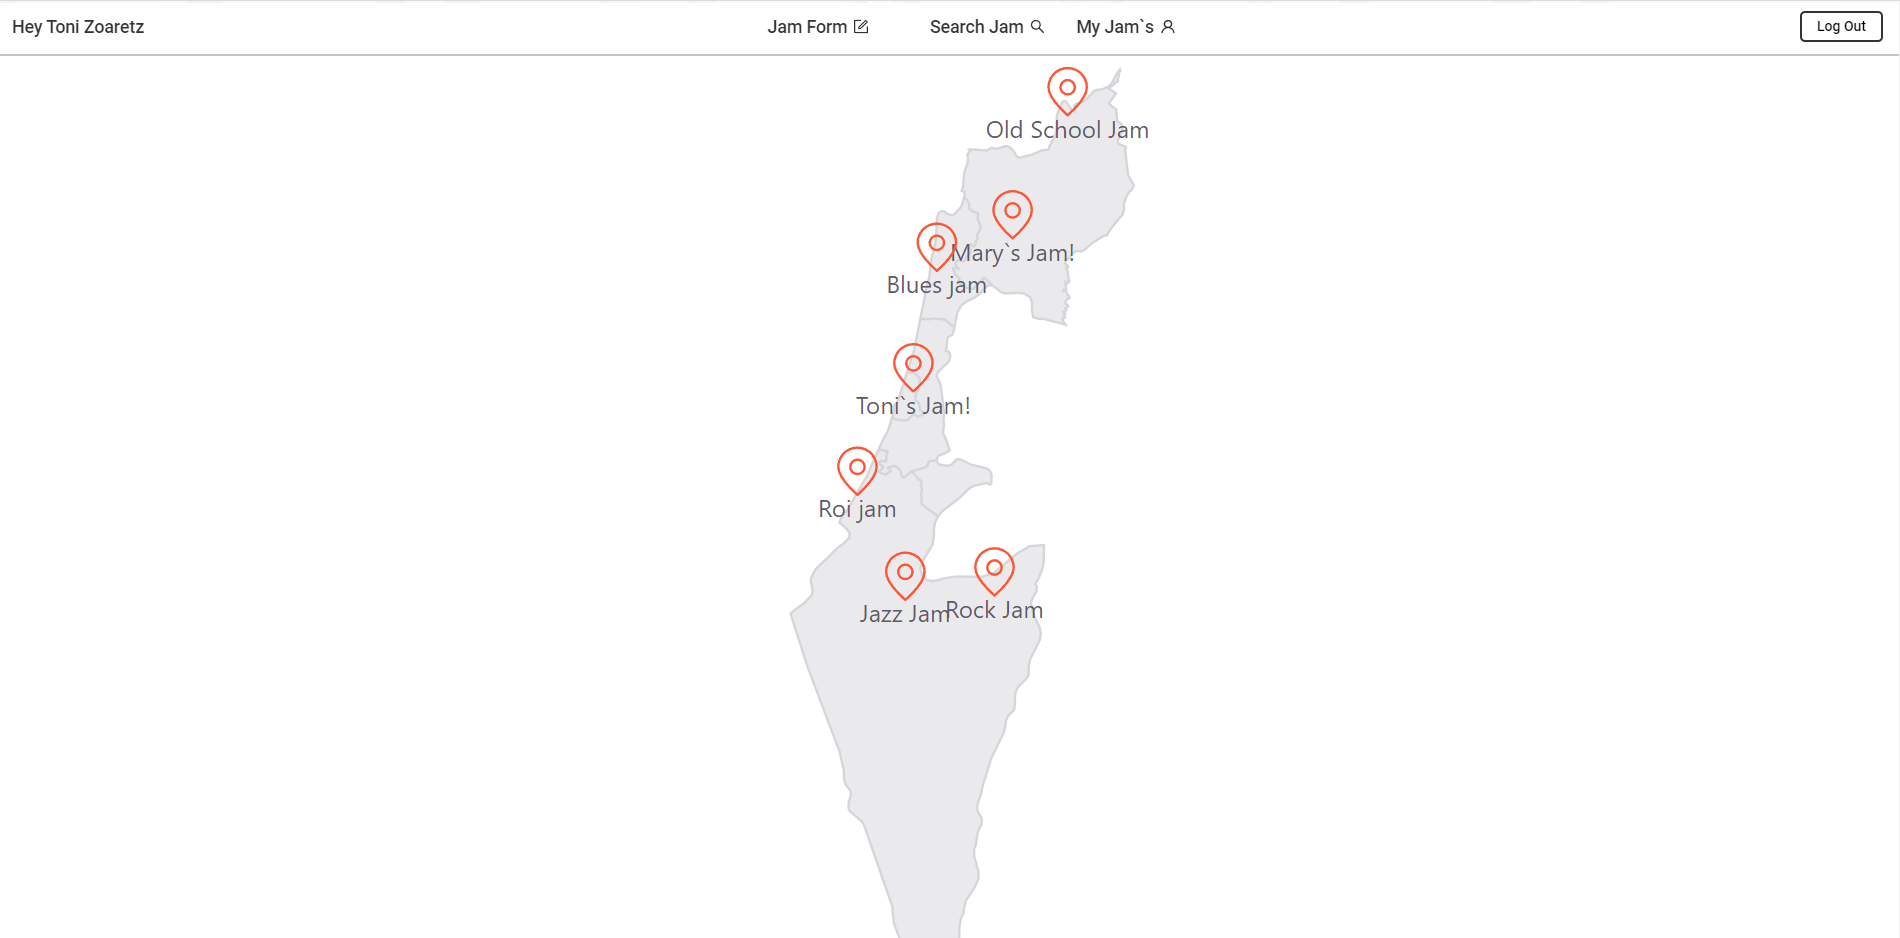 Hey Toni Zoaretz
Jam Form
Search Jam
My Jam`s
Log Out
Old School Jam
Mary`s Jam!
Blues jam
Toni`s Jam!
Roi jam
Jazz Jam
Rock Jam